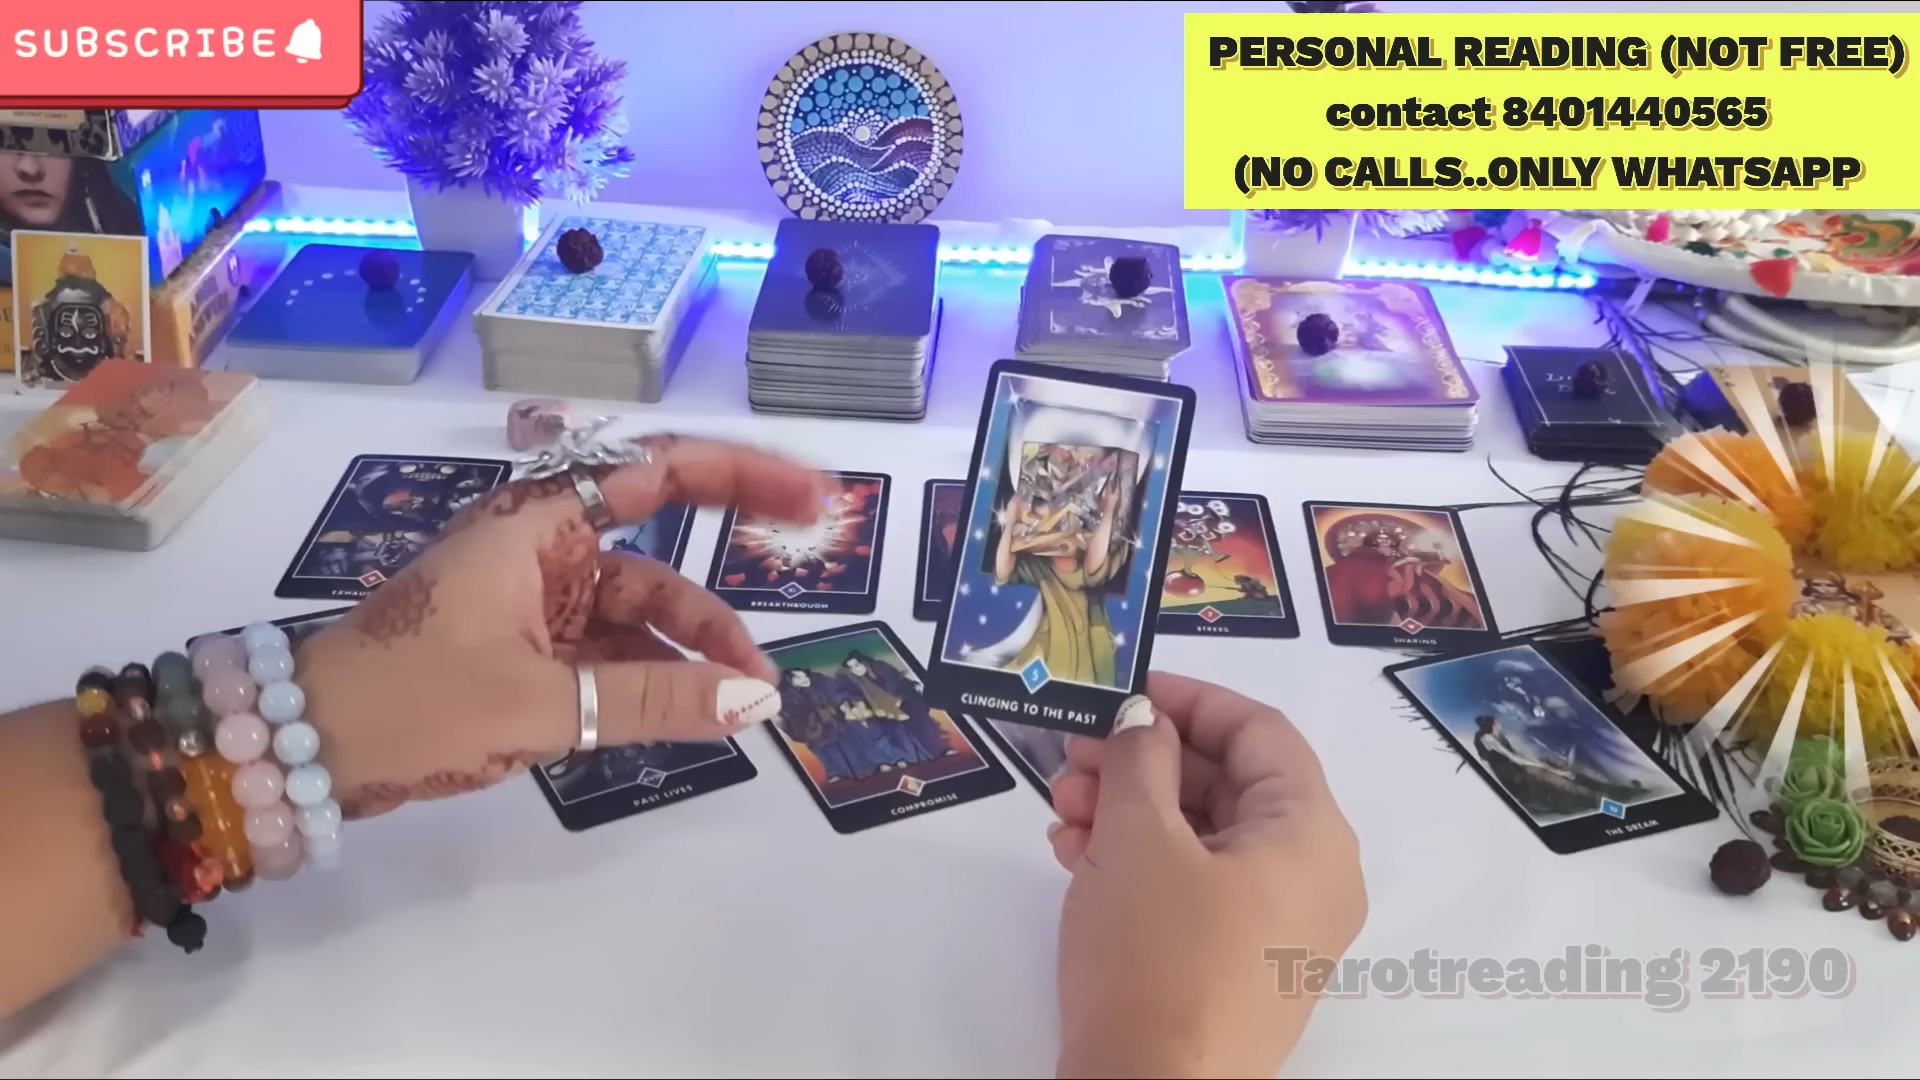 SUBSCRIBE
PERSONAL READING (NOT FREE)
contact 8401440565
(NO CALLS..ONLY WHATSAPP
BREAKTHROUGH
STRESS
SHARING
5
CLINGING TO THE PAST
PAST LIVES
COMPROMISE
THE DREAM
Tarotreading 2190